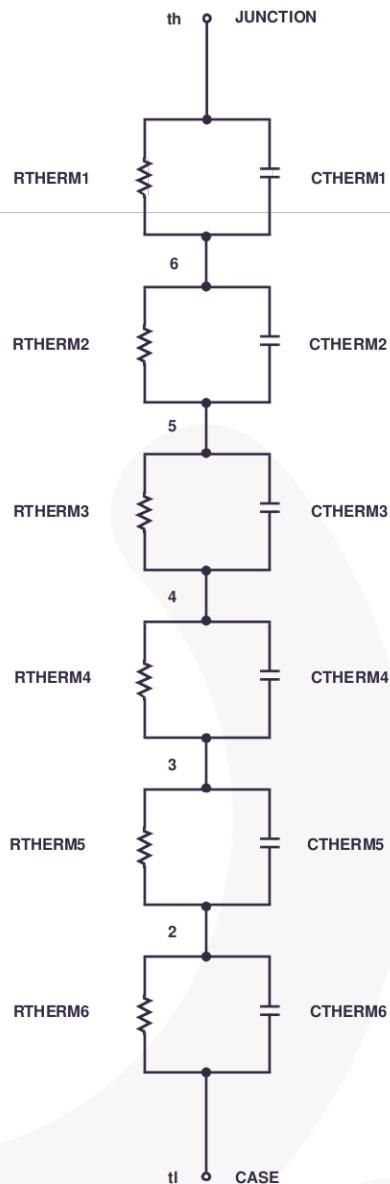 th JUNCTION
RTHERM1 CTHERM1
6
RTHERM2 CTHERM2
5
RTHERM3 CTHERM3
4
RTHERM4 CTHERM4
3
RTHERM5 CTHERM5
2
RTHERM6 CTHERM6
tl CASE